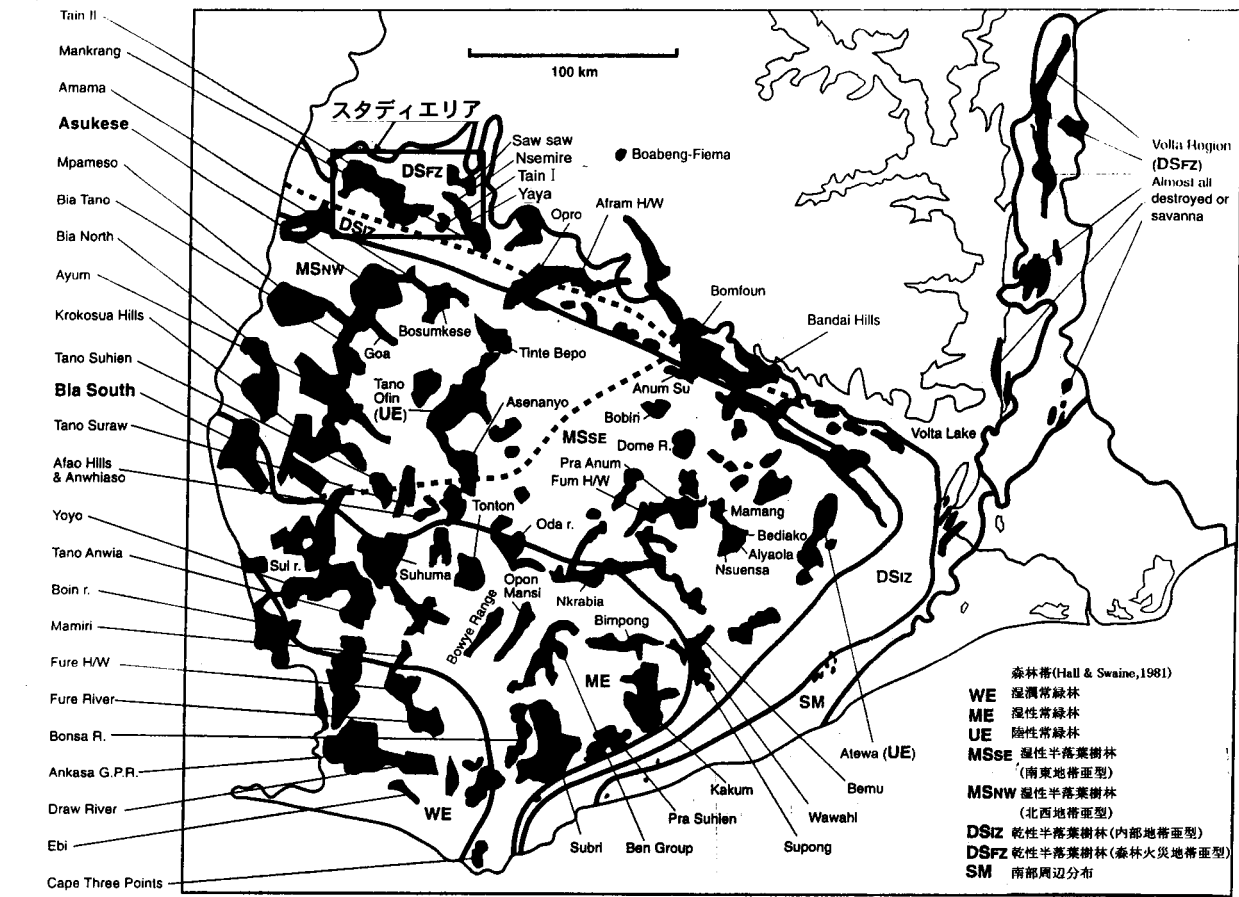 Tain II
Mankrang
Amama
Asukese
Mpameso
Bia Tano
Bia North
Ayum
Krokosua Hills
Tano Suhien
Bia South
Tano Suraw
Afao Hills
& Anwhiaso
Yoyo
Tano Anwia
Boin r.
Mamiri
Fure H/W
Fure River
Bonsa R.
Ankasa G.P.R.
Draw River
Ebi
Cape Three Points
100 km
スタディエリア
DSFZ
Saw saw
Nsemire
Tain I
Yaya
Boabeng-Fiema
Afram H/W
Opro
DSIZ
MSNW
Bosumkese
Goa
Tinte Bepo
Bomfoun
Bandai Hills
Tano
Ofin
(UE)
Asenanyo
Anum Su
Bobiri
MSSE
Dome R.
Pra Anum
Fum H/W
Volta Lake
Volta Region
(DSFZ)
Almost all
destroyed or
savanna
Tonton
Oda r.
Mamang
Bediako
Aiyaola
Nsuensa
Sui r.
Suhuma
Opon
Mansi
Nkrabia
Bowye Range
Bimpong
DSIZ
ME
SM
WE
Atewa (UE)
Bemu
Kakum
Wawahi
Pra Suhien
Supong
Subri
Ben Group
森林帯(Hall & Swaine,1981)
WE 湿潤常緑林
ME 湿性常緑林
UE 陸性常緑林
MSSE 湿性半落葉樹林
(南東地帯亜型)
MSNW 湿性半落葉樹林
(北西地帯亜型)
DSIZ 乾性半落葉樹林(内部地帯亜型)
DSFZ 乾性半落葉樹林(森林火災地帯亜型)
SM 南部周辺分布